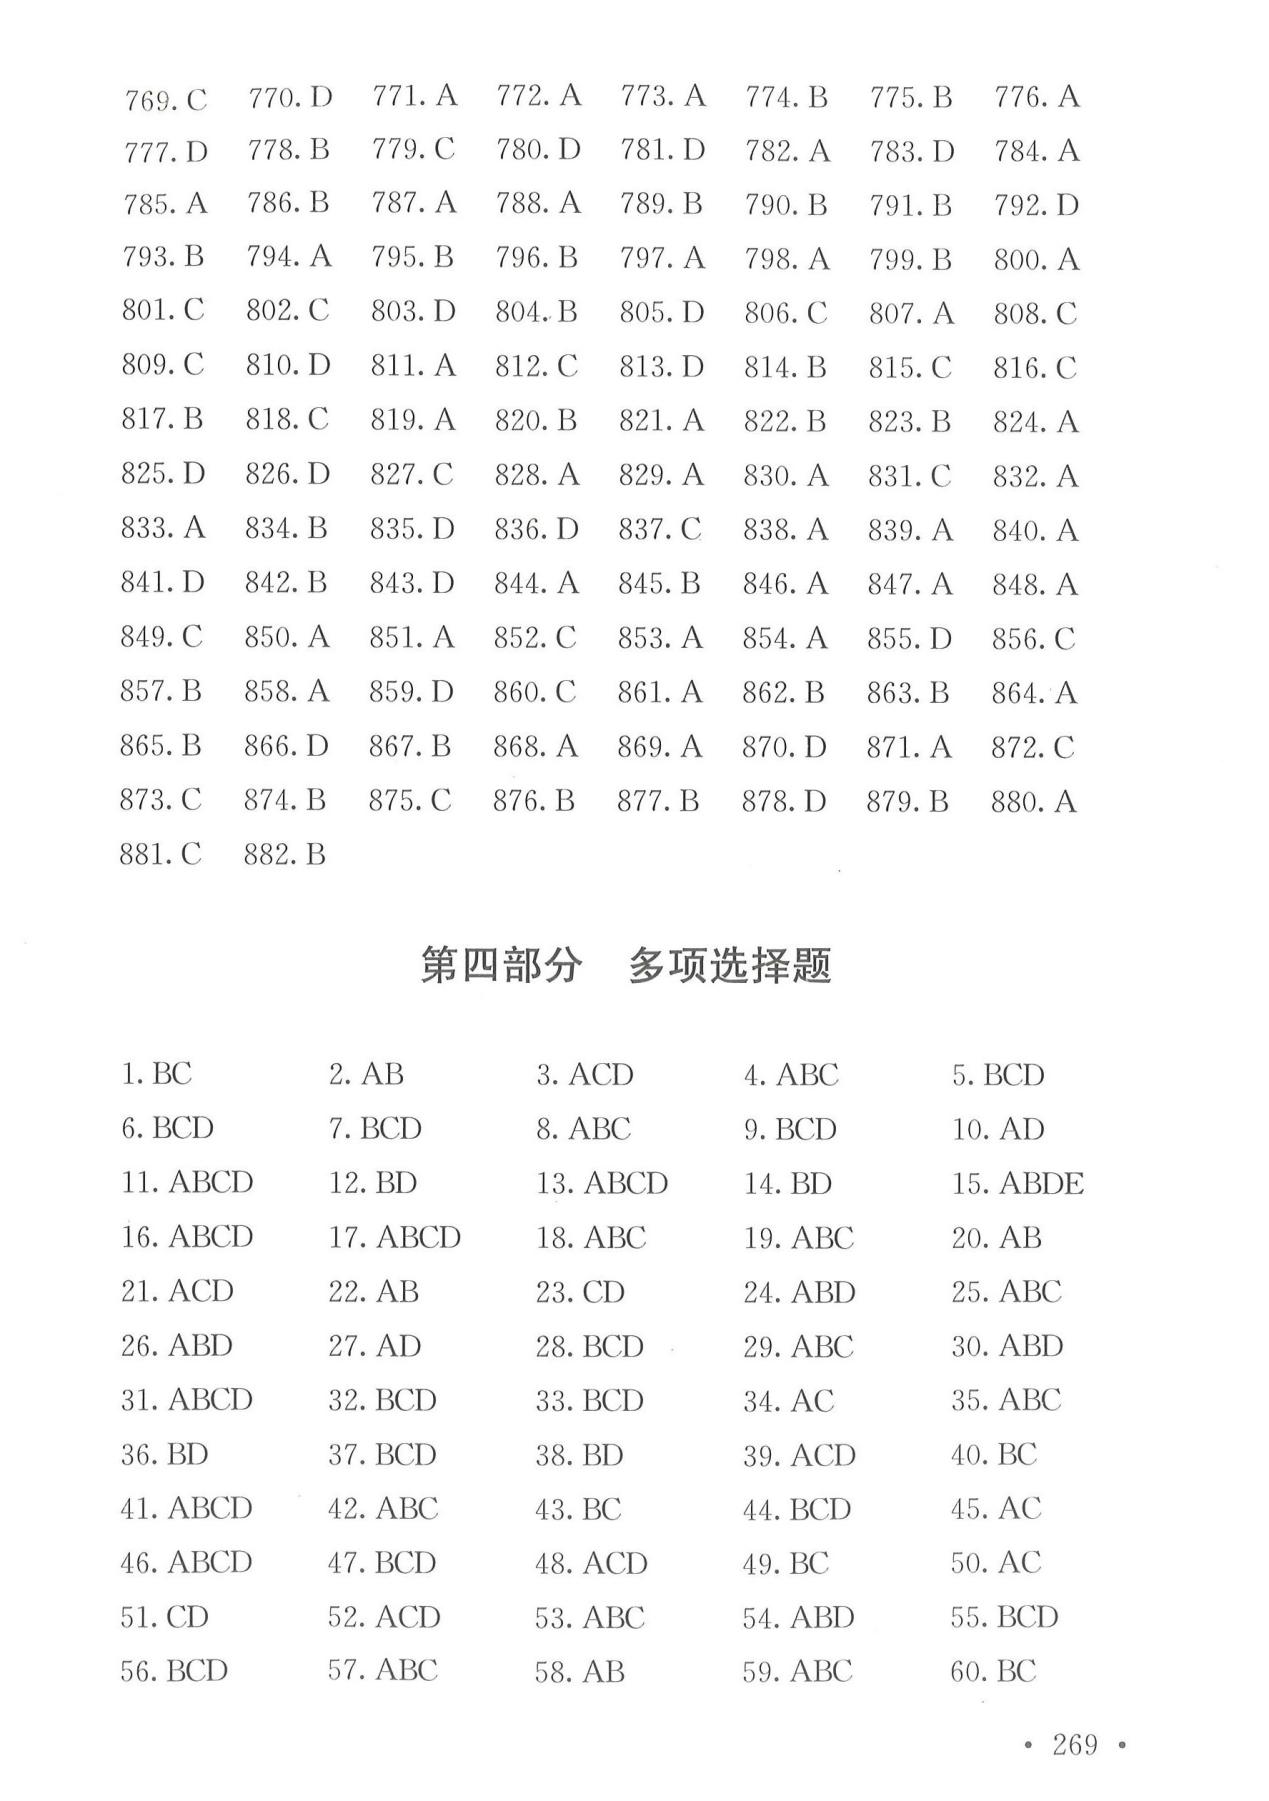 769. C 770. D 771. A 772. A 773. A 774. B 775. B 776. A
777. D 778. B 779. C 780. D 781. D 782. A 783. D 784. A
785. A 786. B 787. A 788. A 789. B 790. B 791. B 792. D
793. B 794. A 795. B 796. B 797. A 798. A 799. B 800. A
801. C 802. C 803. D 804. B 805. D 806. C 807. A 808. C
809. C 810. D 811. A 812. C 813. D 814. B 815. C 816. C
817. B 818. C 819. A 820. B 821. A 822. B 823. B 824. A
825. D 826. D 827. C 828. A 829. A 830. A 831. C 832. A
833. A 834. B 835. D 836. D 837. C 838. A 839. A 840. A
841. D 842. B 843. D 844. A 845. B 846. A 847. A 848. A
849. C 850. A 851. A 852. C 853. A 854. A 855. D 856. C
857. B 858. A 859. D 860. C 861. A 862. B 863. B 864. A
865. B 866. D 867. B 868. A 869. A 870. D 871. A 872. C
873. C 874. B 875. C 876. B 877. B 878. D 879. B 880. A
881. C 882. B
第四部分 多项选择题
1. BC 2. AB 3. ACD 4. ABC 5. BCD
6. BCD 7. BCD 8. ABC 9. BCD 10. AD
11. ABCD 12. BD 13. ABCD 14. BD 15. ABDE
16. ABCD 17. ABCD 18. ABC 19. ABC 20. AB
21. ACD 22. AB 23. CD 24. ABD 25. ABC
26. ABD 27. AD 28. BCD 29. ABC 30. ABD
31. ABCD 32. BCD 33. BCD 34. AC 35. ABC
36. BD 37. BCD 38. BD 39. ACD 40. BC
41. ABCD 42. ABC 43. BC 44. BCD 45. AC
46. ABCD 47. BCD 48. ACD 49. BC 50. AC
51. CD 52. ACD 53. ABC 54. ABD 55. BCD
56. BCD 57. ABC 58. AB 59. ABC 60. BC
• 269 •